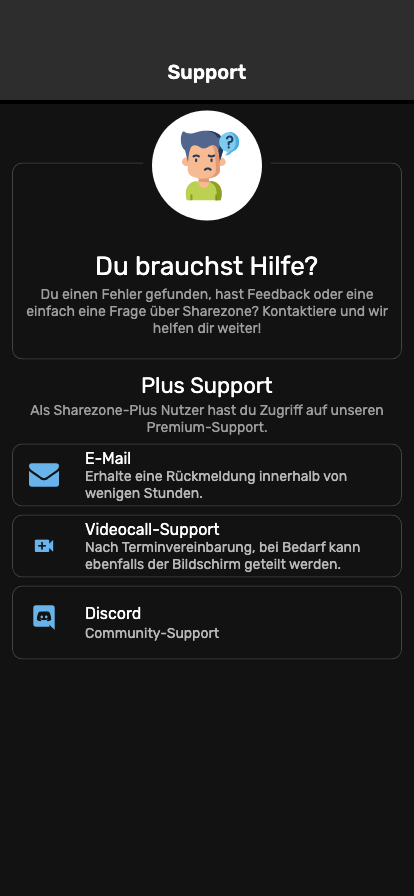 Support
?
Du brauchst Hilfe?
Du einen Fehler gefunden, hast Feedback oder eine
einfach eine Frage über Sharezone? Kontaktiere und wir
helfen dir weiter!
Plus Support
Als Sharezone-Plus Nutzer hast du Zugriff auf unseren
Premium-Support.
E-Mail
Erhalte eine Rückmeldung innerhalb von
wenigen Stunden.
Videocall-Support
Nach Terminvereinbarung, bei Bedarf kann
ebenfalls der Bildschirm geteilt werden.
Discord
Community-Support